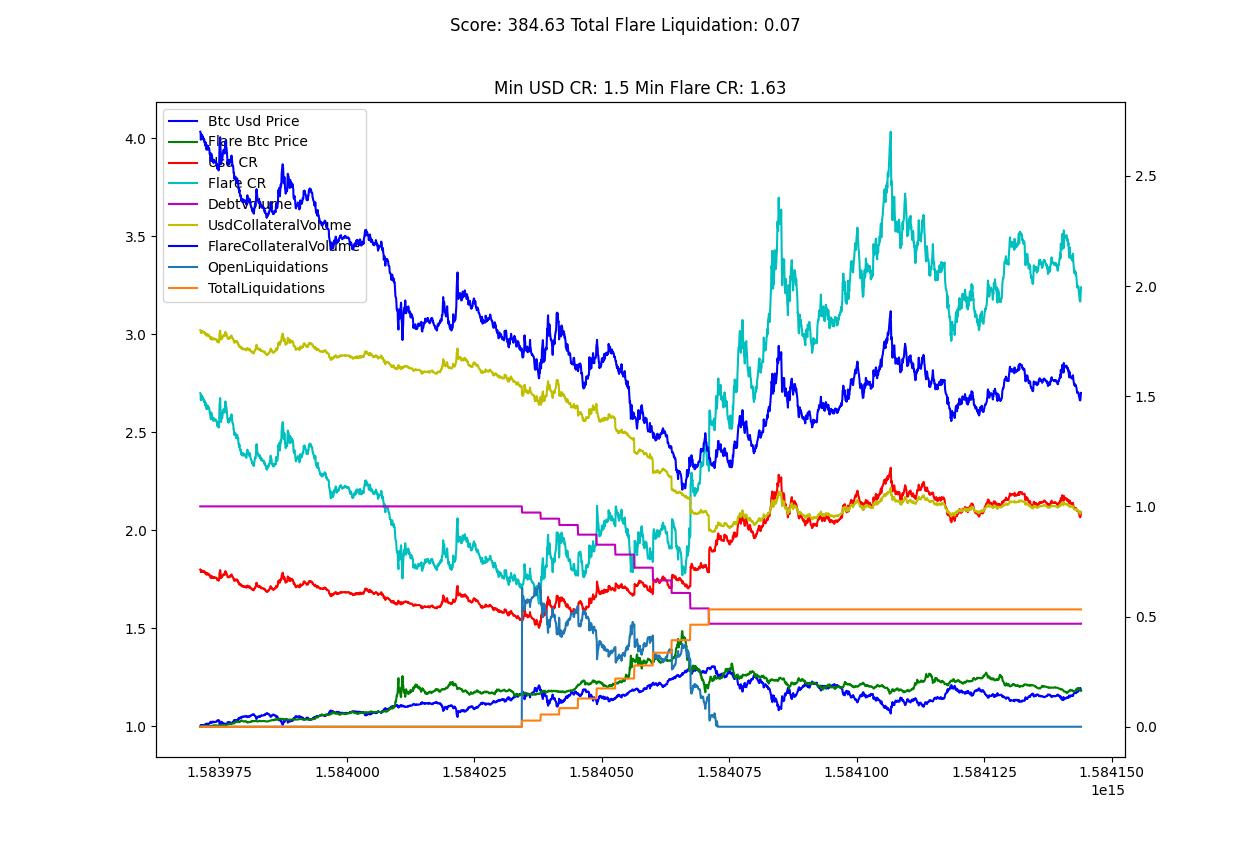 Score: 384.63 Total Flare Liquidation: 0.07
Min USD CR: 1.5 Min Flare CR: 1.63
Btc Usd Price
Flare Btc Price
Usd CR
Flare CR
DebtVolume
UsdCollateralVolume
FlareCollateralVolume
OpenLiquidations
TotalLiquidations
4.0
3.5
3.0
2.5
2.0
1.5
1.0
2.5
2.0
1.5
1.0
0.5
0.0
1.583975 1.584000 1.584025 1.584050 1.584075 1.584100 1.584125 1.584150
1e15